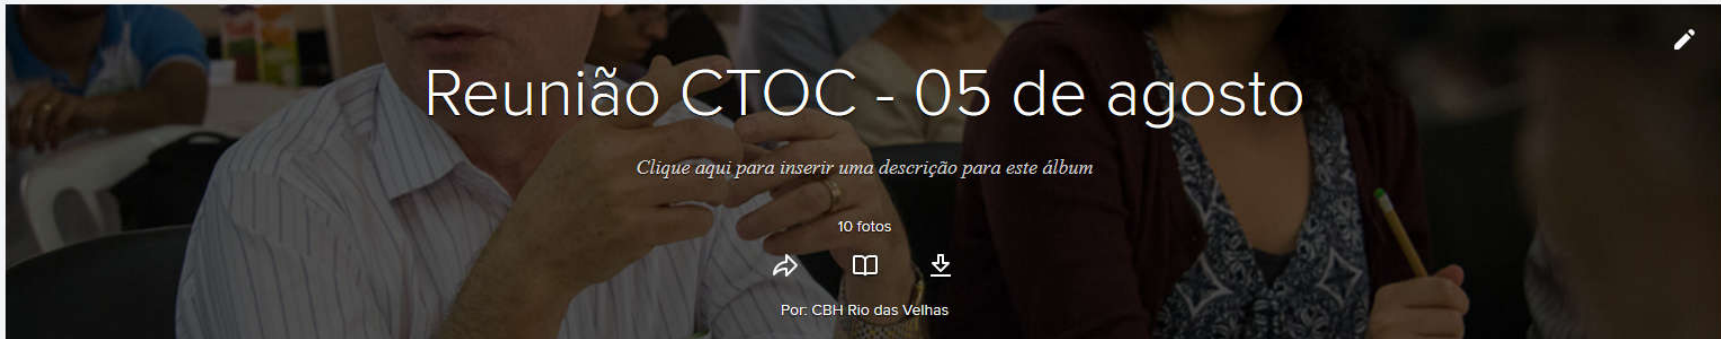 Reunião CTOC - 05 de agosto
Clique aqui para inserir uma descrição para este álbum
10 fotos
Por: CBH Rio das Velhas